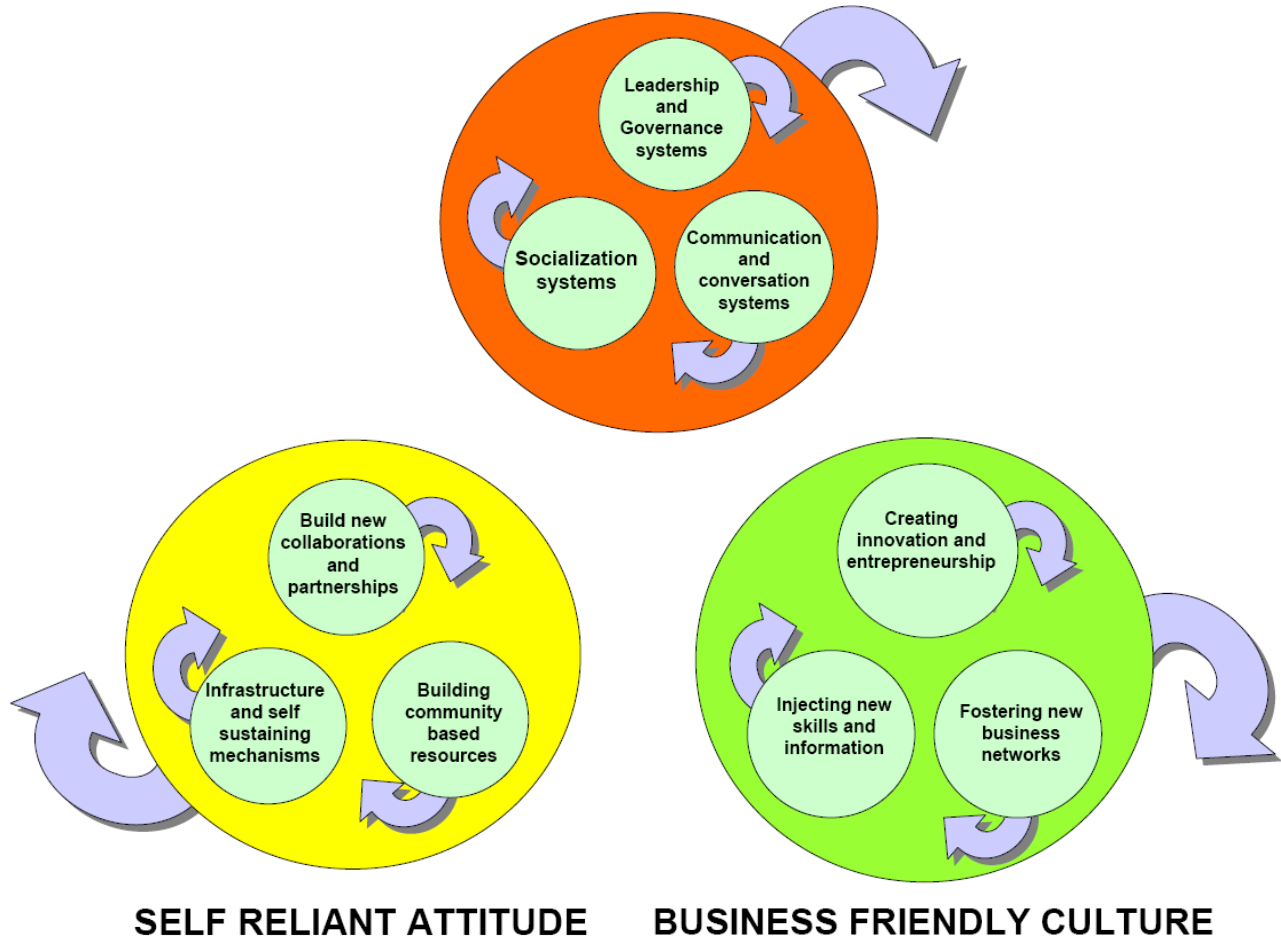 Leadership
and
Governance
systems
Socialization
systems
Communication
and
conversation
systems
Build new
collaborations
and
partnerships
Infrastructure
and self
sustaining
mechanisms
Building
community
based
resources
Creating
innovation and
entrepreneurship
Injecting new
skills and
information
Fostering new
business
networks
SELF RELIANT ATTITUDE
BUSINESS FRIENDLY CULTURE